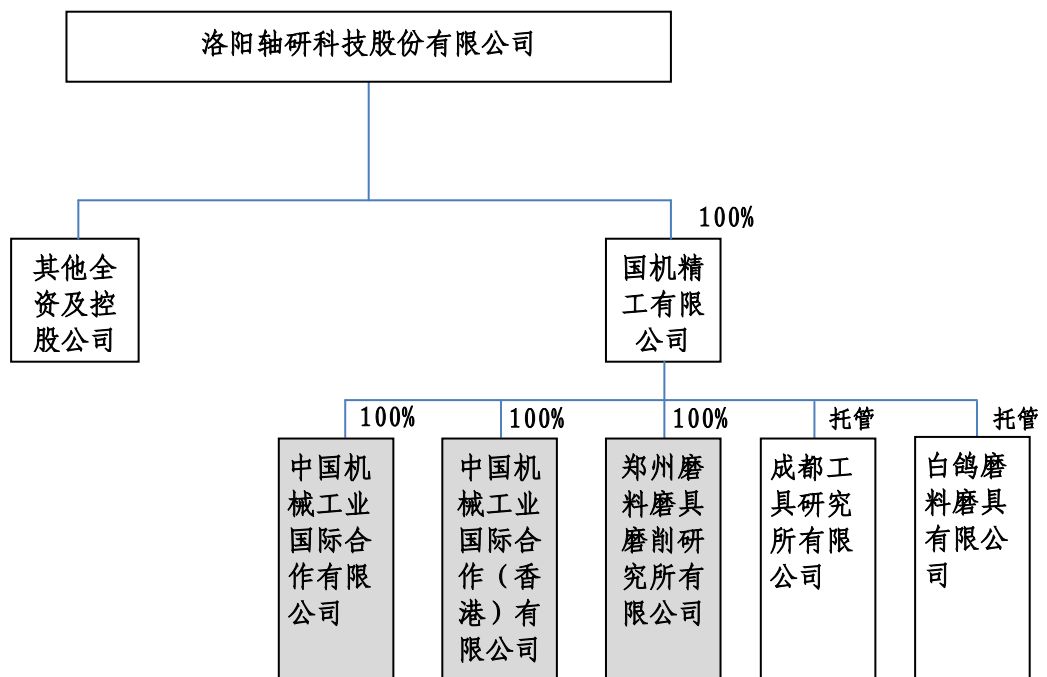 洛阳轴研科技股份有限公司
100%
其他全
资及控
股公司
国机精
工有限
公司
100%
100%
100%
托管
托管
中国机
械工业
国际合
作有限
公司
中国机
械工业
国际合
作（香
港）有
限公司
郑州磨
料磨具
磨削研
究所有
限公司
成都工
具研究
所有限
公司
白鸽磨
料磨具
有限公
司